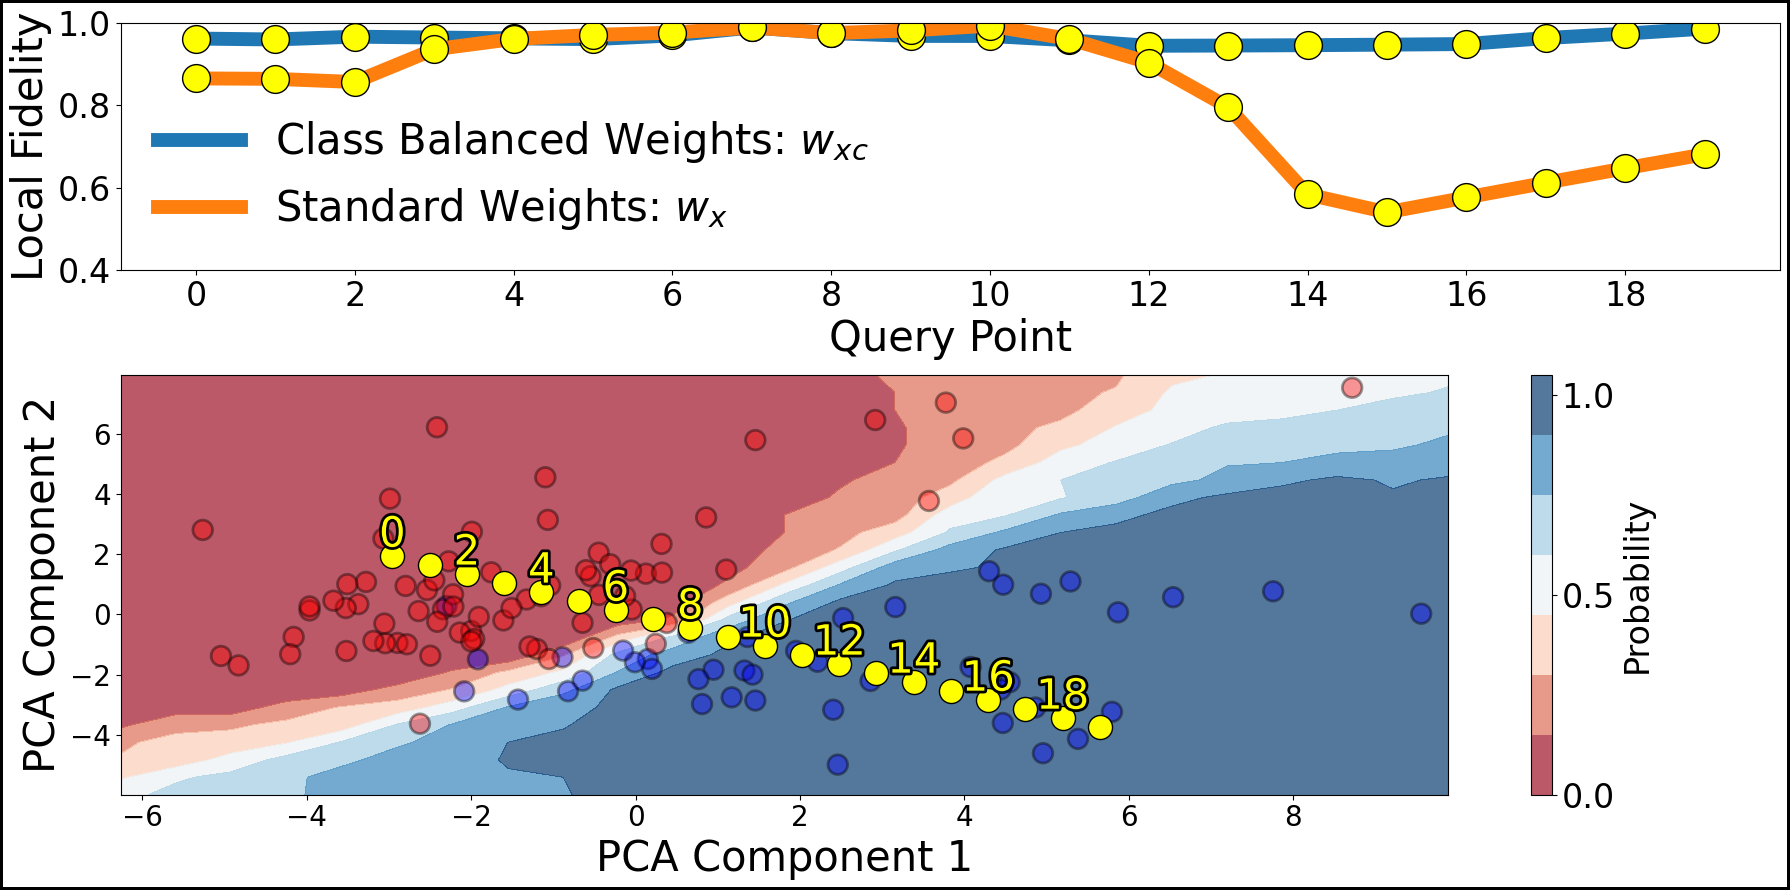 Local Fidelity
1.0
0.8
0.6
0.4
Class Balanced Weights: w_xc
Standard Weights: w_x
0 2 4 6 8 10 12 14 16 18
Query Point
PCA Component 2
6
4
2
0
−2
−4
0 2 4 6 8 10 12 14 16 18
−6 −4 −2 0 2 4 6 8
PCA Component 1
1.0
0.5
0.0
Probability